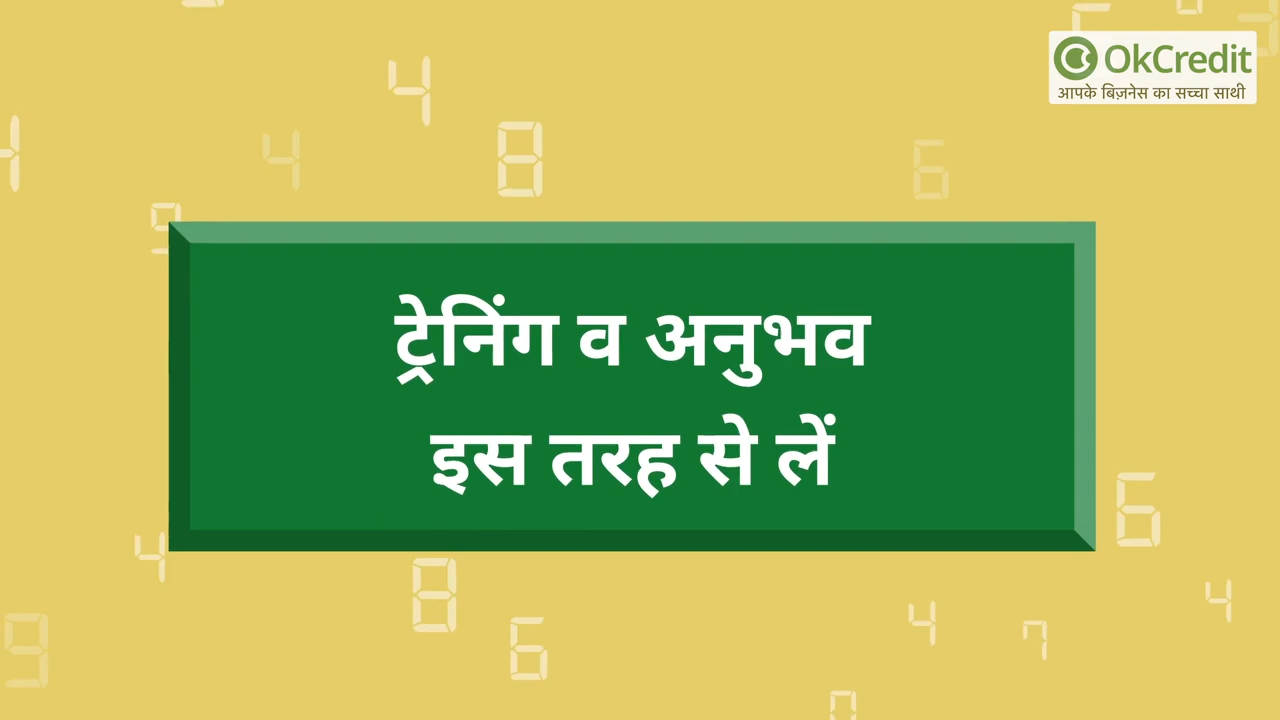 OkCredit
आपके बिज़नेस का सच्चा साथी
ट्रेनिंग व अनुभव
इस तरह से लें